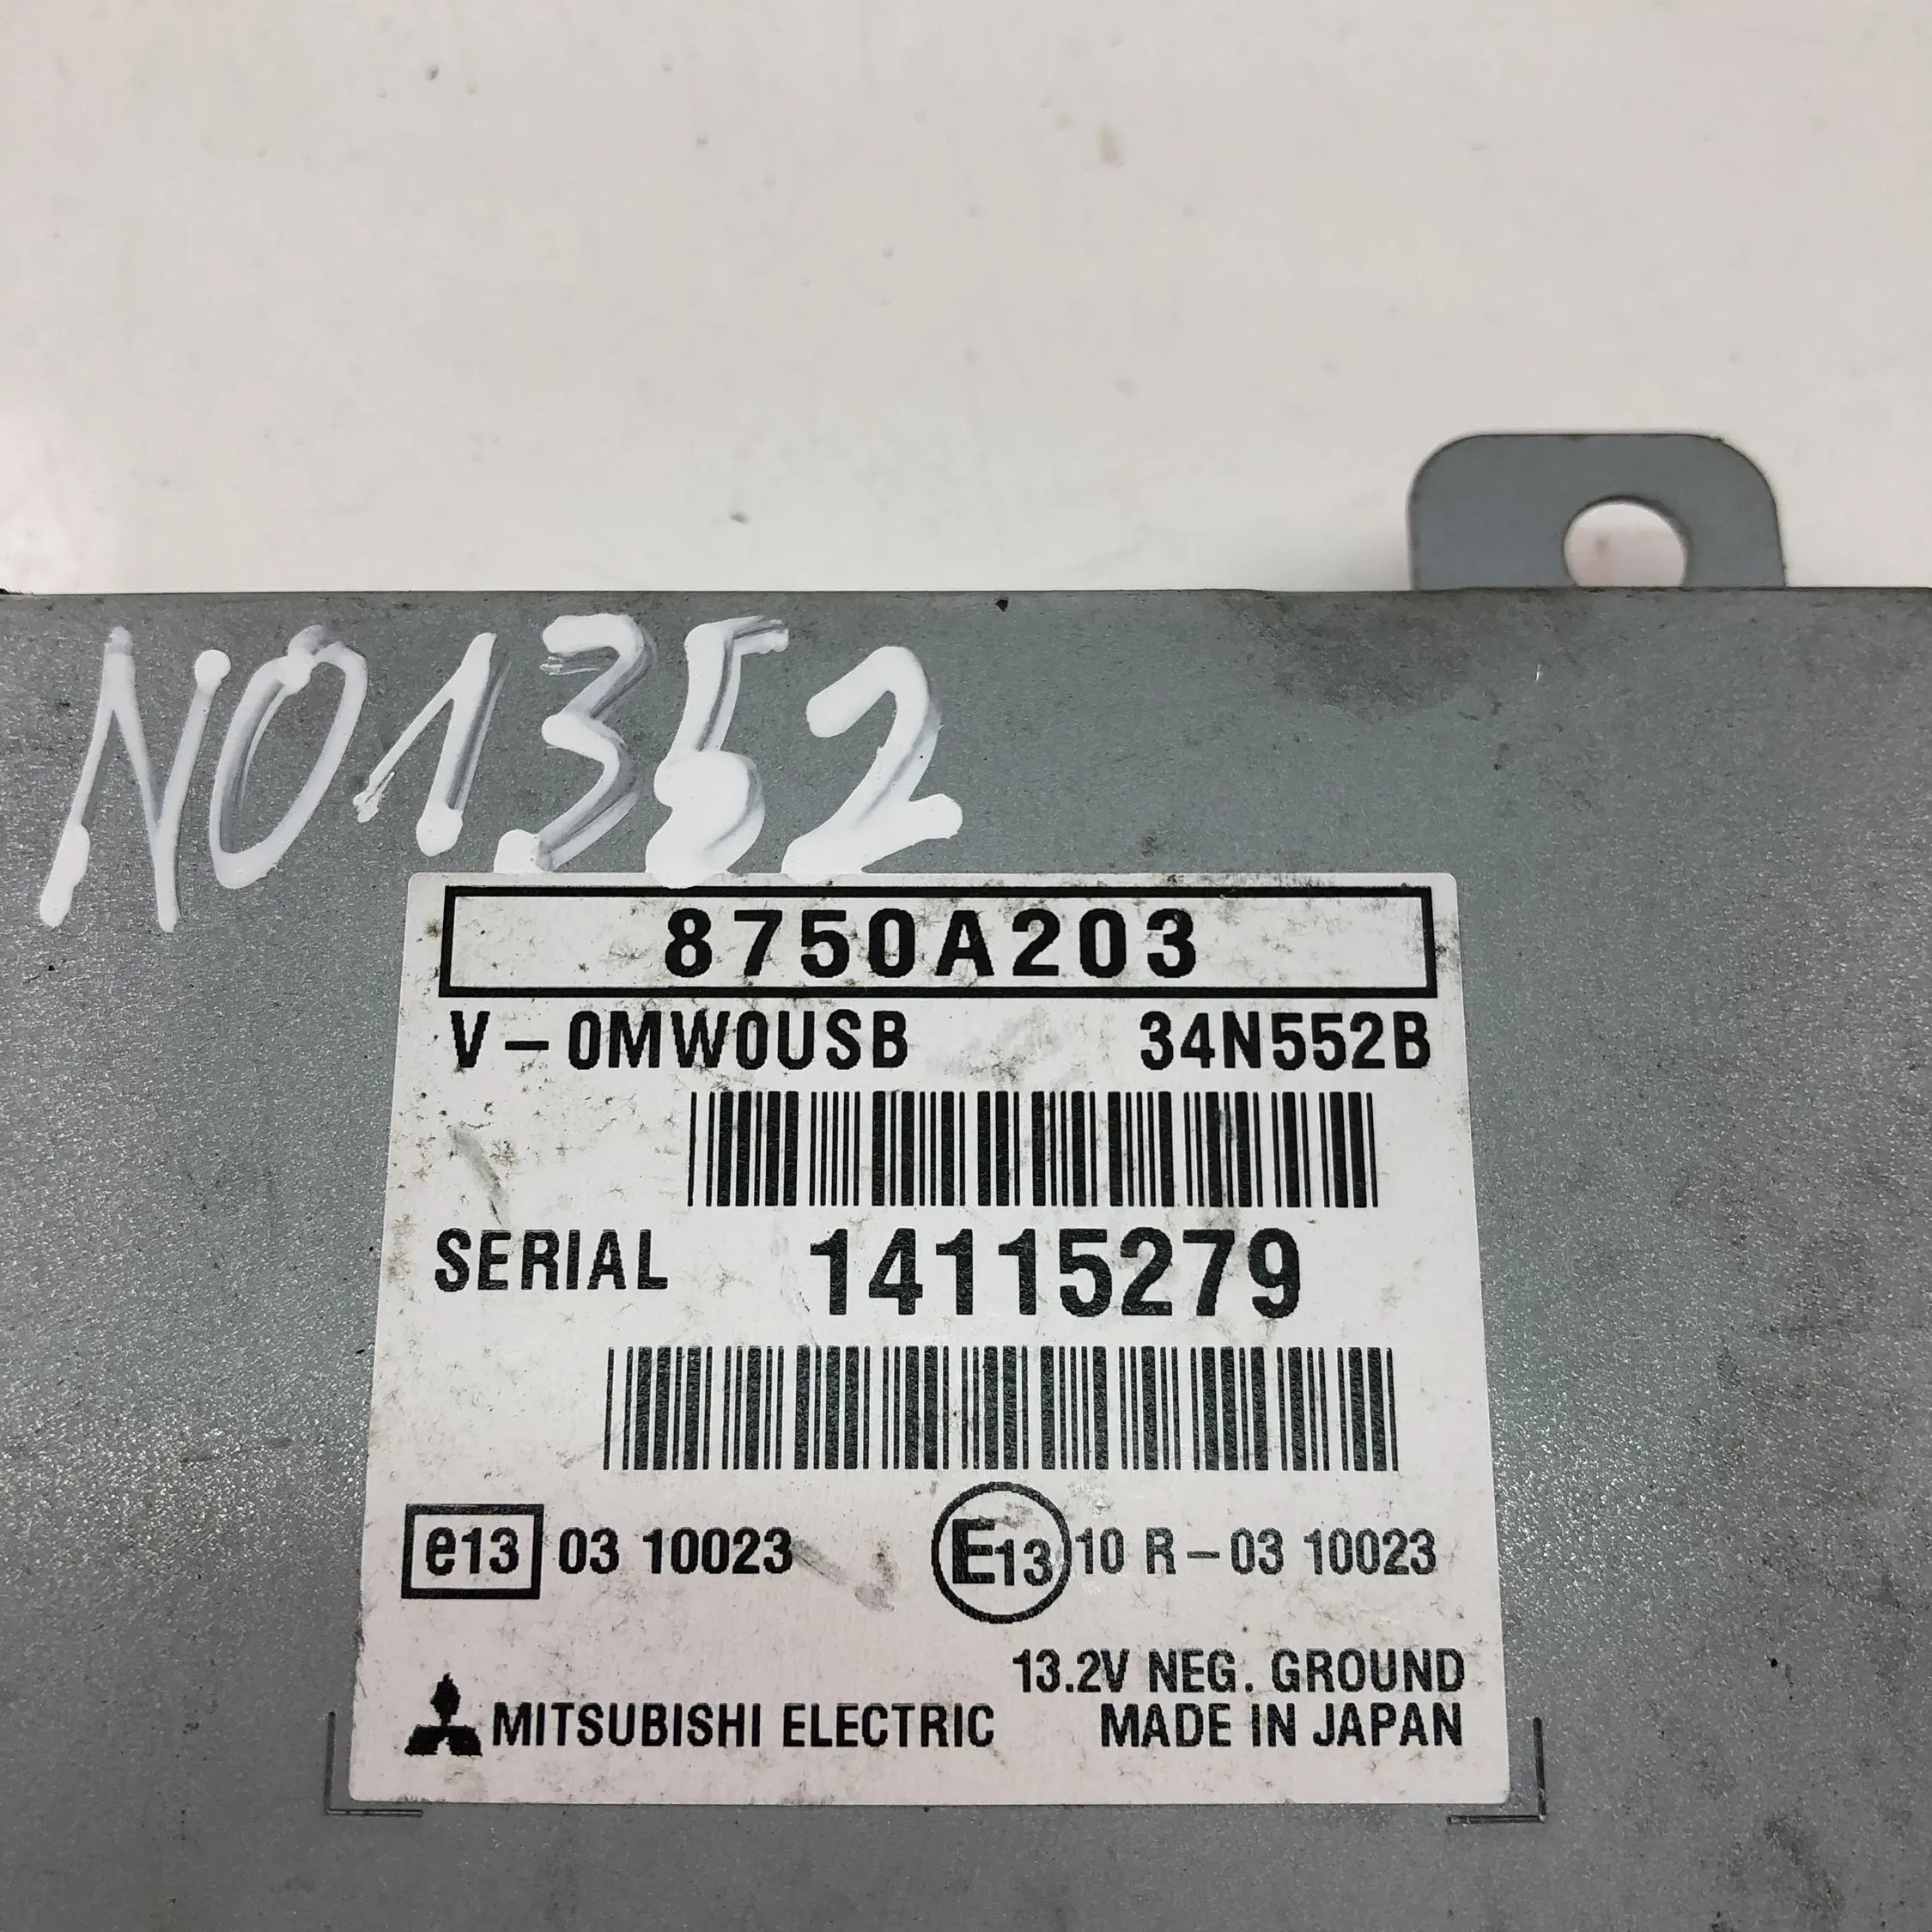 NO1352
8750A203
V-0MW0USB 34N552B
SERIAL 14115279
e13 03 10023 E13 10 R-03 10023
13.2V NEG. GROUND
MITSUBISHI ELECTRIC MADE IN JAPAN